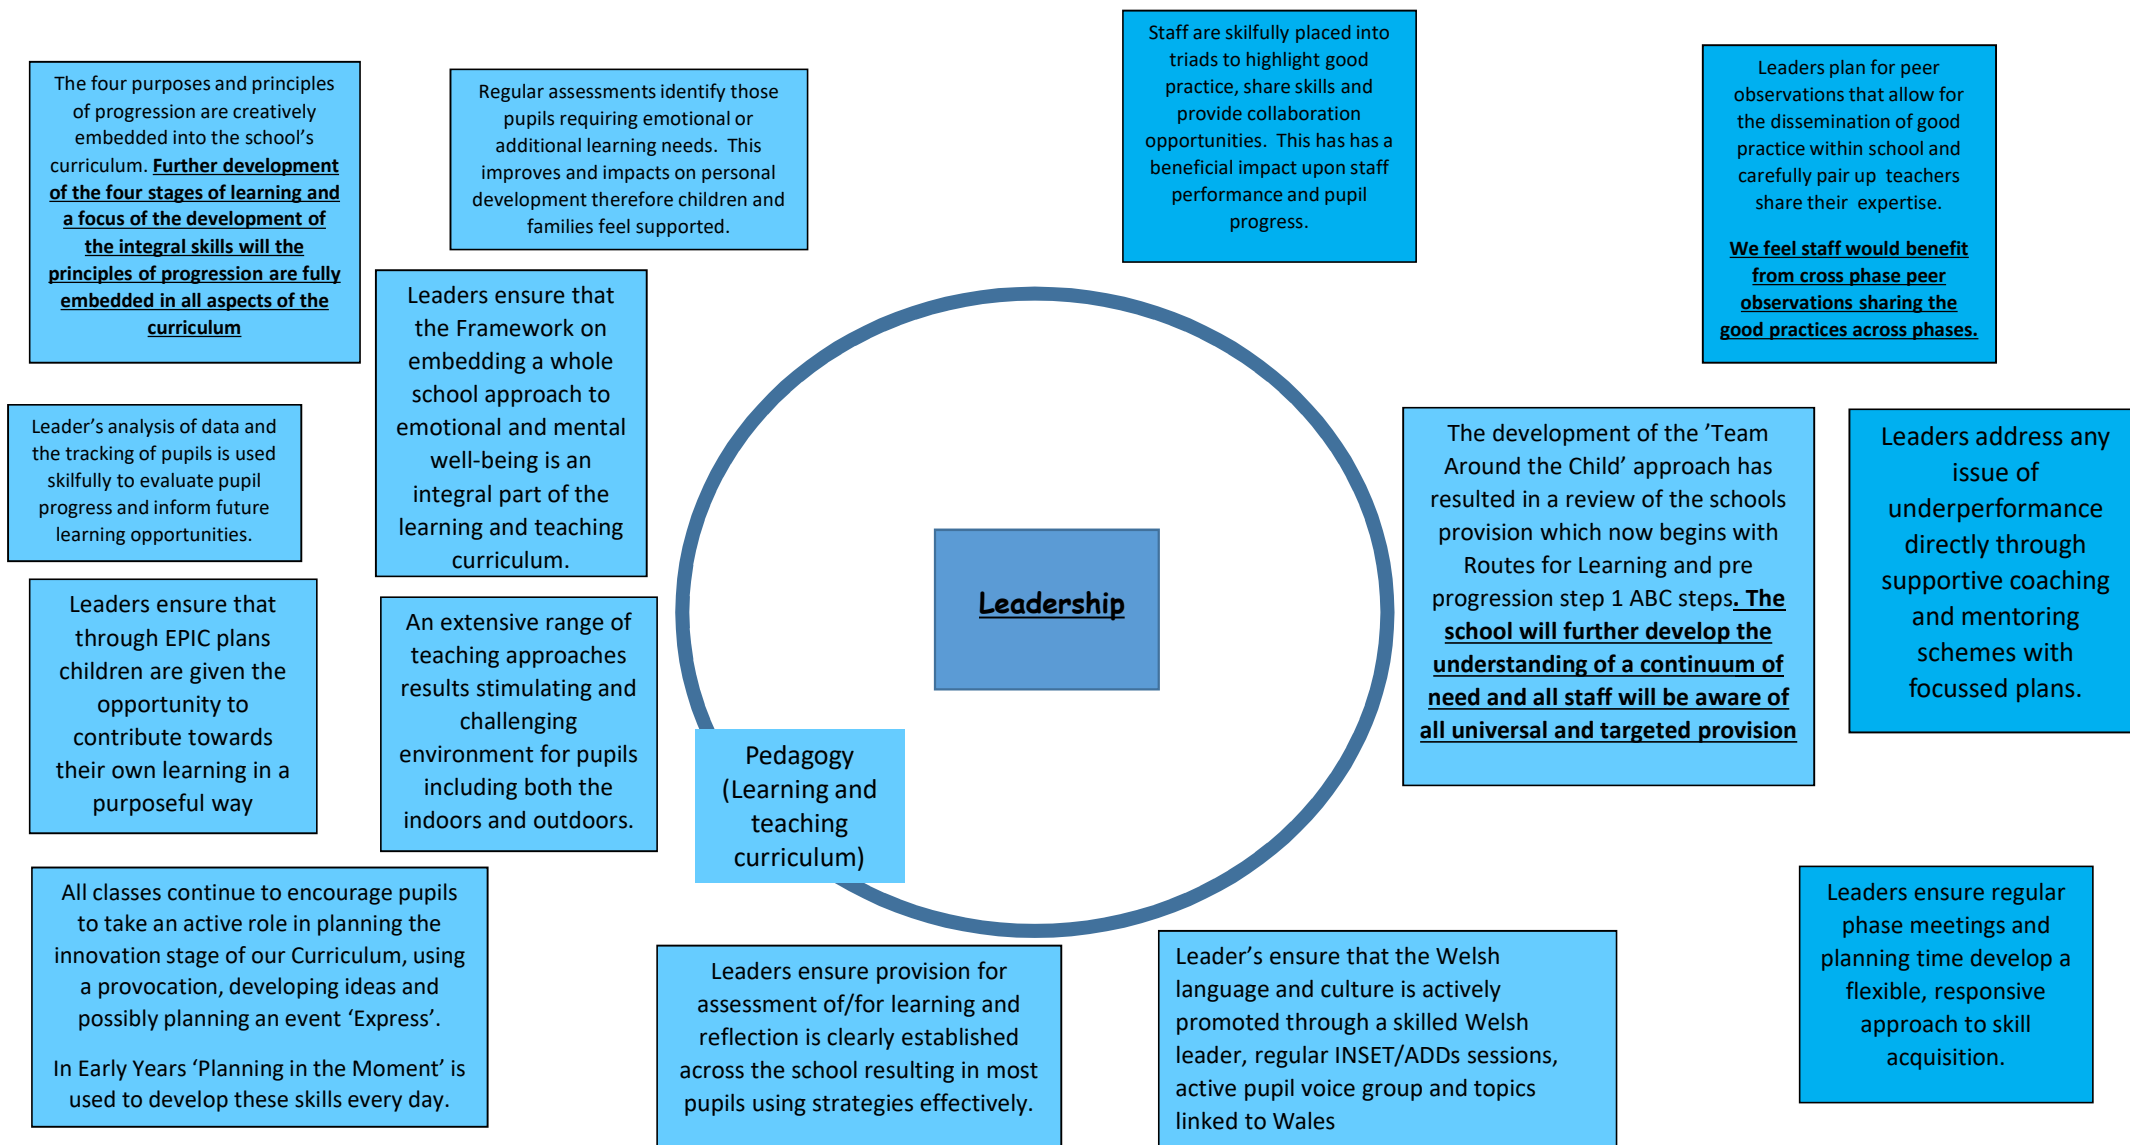 The four purposes and principles
of progression are creatively
embedded into the school's
curriculum. Further development
of the four stages of learning and
a focus of the development of
the integral skills will the
principles of progression are fully
embedded in all aspects of the
curriculum
Regular assessments identify those
pupils requiring emotional or
additional learning needs.  This
improves and impacts on personal
development therefore children and
families feel supported.
Staff are skilfully placed into
triads to highlight good
practice, share skills and
provide collaboration
opportunities.  This has has a
beneficial impact upon staff
performance and pupil
progress.
Leaders plan for peer
observations that allow for
the dissemination of good
practice within school and
carefully pair up  teachers
share their  expertise.
We feel staff would benefit
from cross phase peer
observations sharing the
good practices across phases.
Leaders ensure that
the Framework on
embedding a whole
school approach to
emotional and mental
well-being is an
integral part of the
learning and teaching
curriculum.
Leader’s analysis of data and
the tracking of pupils is used
skilfully to evaluate pupil
progress and inform future
learning opportunities.
The development of the ’Team
Around the Child’ approach has
resulted in a review of the schools
provision which now begins with
Routes for Learning and pre
progression step 1 ABC steps. The
school will further develop the
understanding of a continuum of
need and all staff will be aware of
all universal and targeted provision
Leaders address any
issue of
underperformance
directly through
supportive coaching
and mentoring
schemes with
focussed plans.
Leadership
Leaders ensure that
through EPIC plans
children are given the
opportunity to
contribute towards
their own learning in a
purposeful way
An extensive range of
teaching approaches
results stimulating and
challenging
environment for pupils
including both the
indoors and outdoors.
Pedagogy
(Learning and
teaching
curriculum)
All classes continue to encourage pupils
to take an active role in planning the
innovation stage of our Curriculum, using
a provocation, developing ideas and
possibly planning an event ‘Express’.
In Early Years ‘Planning in the Moment’ is
used to develop these skills every day.
Leaders ensure provision for
assessment of/for learning and
reflection is clearly established
across the school resulting in most
pupils using strategies effectively.
Leader’s ensure that the Welsh
language and culture is actively
promoted through a skilled Welsh
leader, regular INSET/ADDs sessions,
active pupil voice group and topics
linked to Wales
Leaders ensure regular
phase meetings and
planning time develop a
flexible, responsive
approach to skill
acquisition.